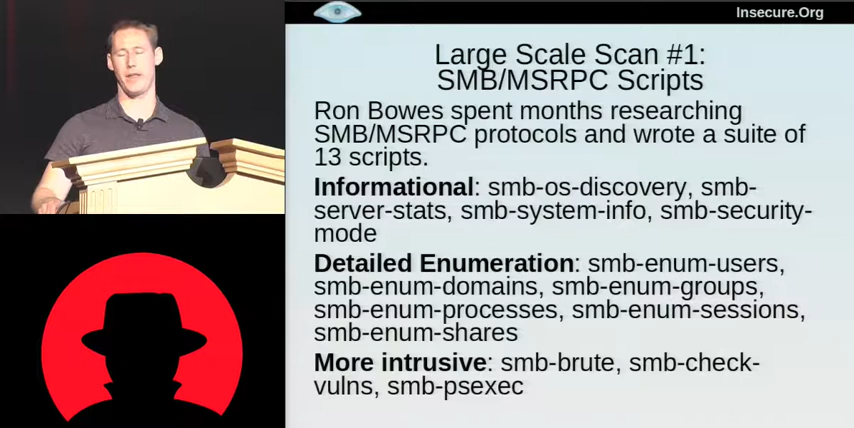 Insecure.Org
Large Scale Scan #1:
SMB/MSRPC Scripts
Ron Bowes spent months researching
SMB/MSRPC protocols and wrote a suite of
13 scripts.
Informational: smb-os-discovery, smb-
server-stats, smb-system-info, smb-security-
mode
Detailed Enumeration: smb-enum-users,
smb-enum-domains, smb-enum-groups,
smb-enum-processes, smb-enum-sessions,
smb-enum-shares
More intrusive: smb-brute, smb-check-
vulns, smb-psexec